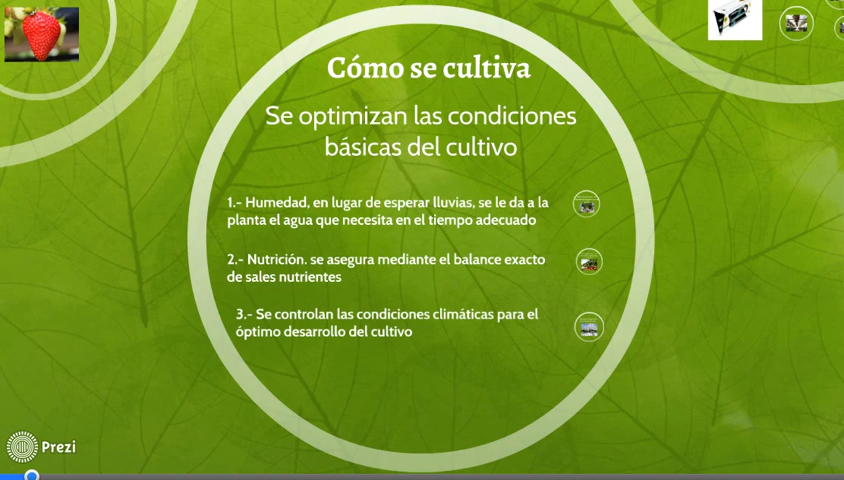 Cómo se cultiva
Se optimizan las condiciones
básicas del cultivo
1.- Humedad, en lugar de esperar lluvias, se le da a la
planta el agua que necesita en el tiempo adecuado
2.- Nutrición. se asegura mediante el balance exacto
de sales nutrientes
3.- Se controlan las condiciones climáticas para el
óptimo desarrollo del cultivo
Prezi